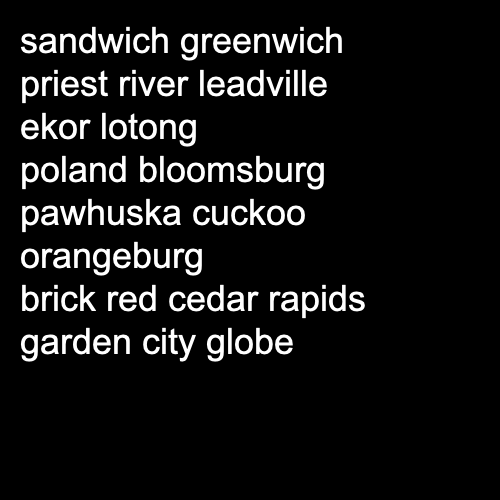 sandwich greenwich
priest river leadville
ekor lotong
poland bloomsburg
pawhuska cuckoo
orangeburg
brick red cedar rapids
garden city globe